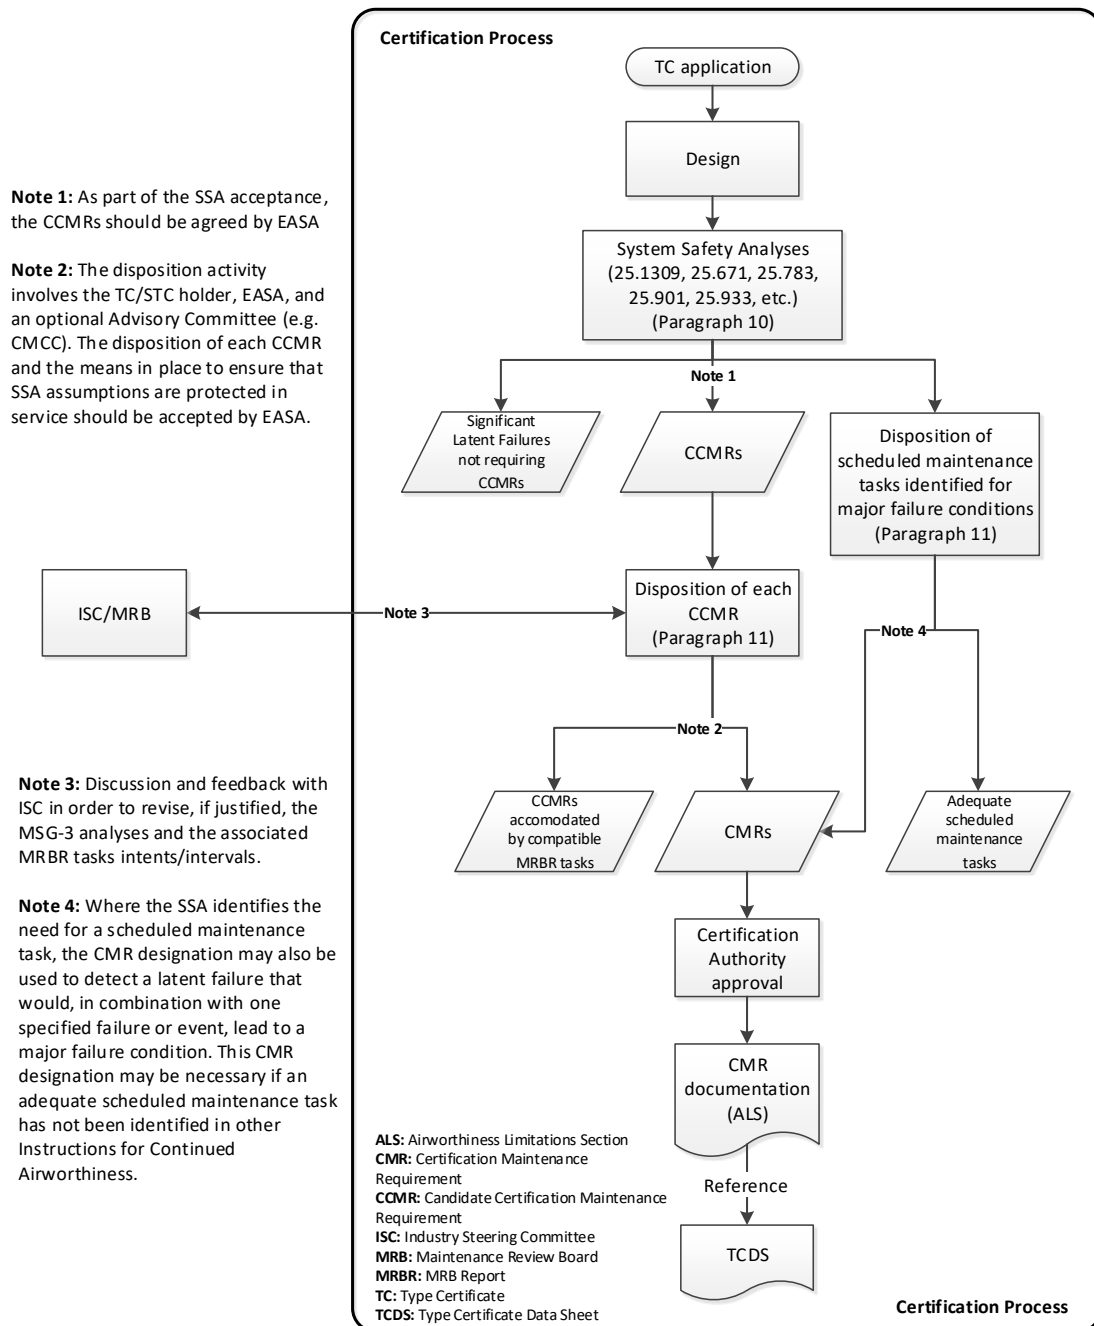 Certification Process
TC application
Design
Note 1: As part of the SSA acceptance,
the CCMRs should be agreed by EASA
Note 2: The disposition activity
involves the TC/STC holder, EASA, and
an optional Advisory Committee (e.g.
CMCC). The disposition of each CCMR
and the means in place to ensure that
SSA assumptions are protected in
service should be accepted by EASA.
System Safety Analyses
(25.1309, 25.671, 25.783,
25.901, 25.933, etc.)
(Paragraph 10)
Note 1
Significant
Latent Failures
not requiring
CCMRs
CCMRs
Disposition of
scheduled maintenance
tasks identified for
major failure conditions
(Paragraph 11)
ISC/MRB
Note 3
Disposition of each
CCMR
(Paragraph 11)
Note 4
Note 2
Note 3: Discussion and feedback with
ISC in order to revise, if justified, the
MSG-3 analyses and the associated
MRBR tasks intents/intervals.
CCMRs
accomodated
by compatible
MRBR tasks
CMRs
Adequate
scheduled
maintenance
tasks
Note 4: Where the SSA identifies the
need for a scheduled maintenance
task, the CMR designation may also be
used to detect a latent failure that
would, in combination with one
specified failure or event, lead to a
major failure condition. This CMR
designation may be necessary if an
adequate scheduled maintenance task
has not been identified in other
Instructions for Continued
Airworthiness.
Certification
Authority
approval
CMR
documentation
(ALS)
Reference
TCDS
ALS: Airworthiness Limitations Section
CMR: Certification Maintenance
Requirement
CCMR: Candidate Certification Maintenance
Requirement
ISC: Industry Steering Committee
MRB: Maintenance Review Board
MRBR: MRB Report
TC: Type Certificate
TCDS: Type Certificate Data Sheet
Certification Process